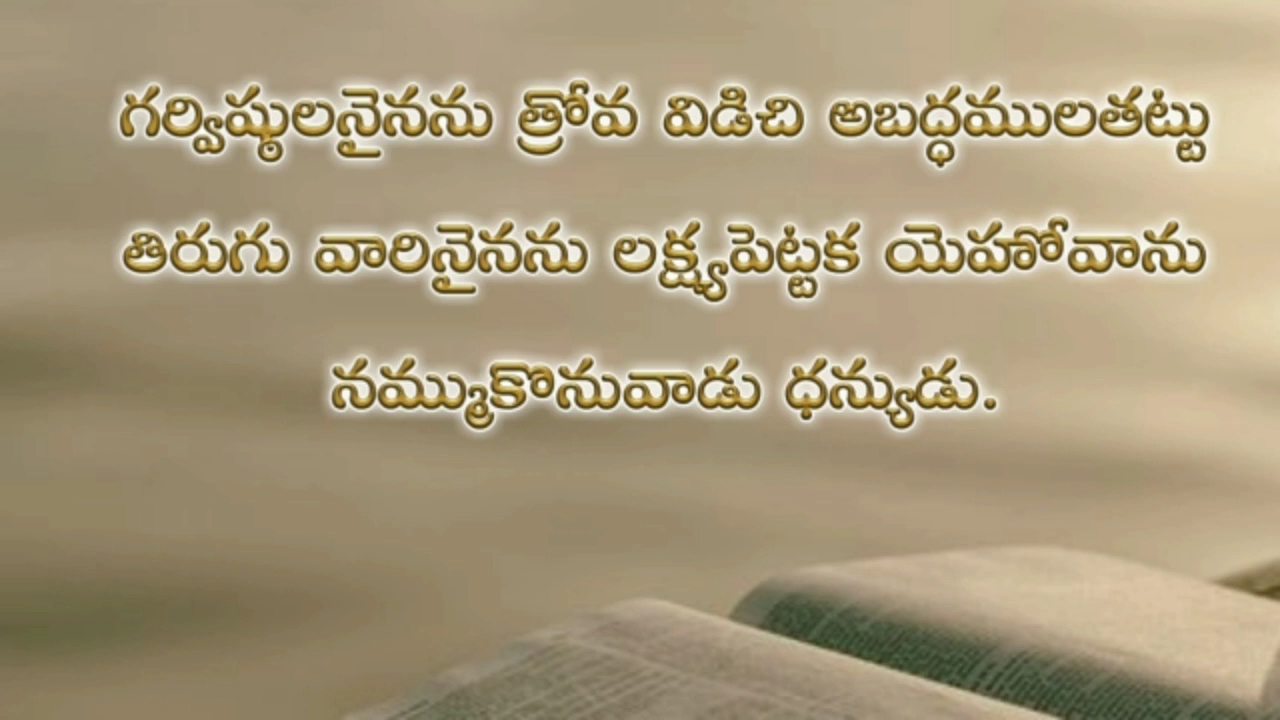 గర్విష్ఠులనైనను త్రోవ విడిచి అబద్ధములతట్టు
తిరుగు వారినైనను లక్ష్యపెట్టక యెహోవాను
నమ్ముకొనువాడు ధన్యుడు.